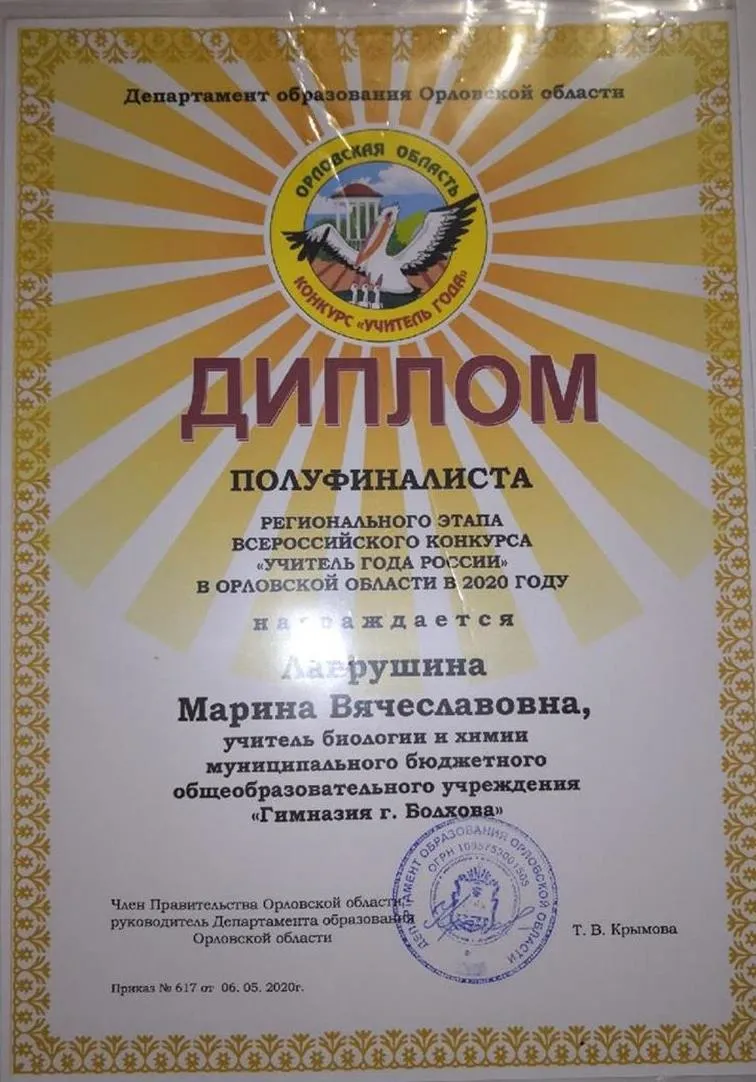 Департамент образования Орловской области
ОРЛОВСКАЯ ОБЛАСТЬ
КОНКУРС «УЧИТЕЛЬ ГОДА»
ДИПЛОМ
ПОЛУФИНАЛИСТА
РЕГИОНАЛЬНОГО ЭТАПА
ВСЕРОССИЙСКОГО КОНКУРСА
«УЧИТЕЛЬ ГОДА РОССИИ»
В ОРЛОВСКОЙ ОБЛАСТИ В 2020 ГОДУ
награждается
Лаврушина
Марина Вячеславовна,
учитель биологии и химии
муниципального бюджетного
общеобразовательного учреждения
«Гимназия г. Болхова»
Член Правительства Орловской области,
руководитель Департамента образования
Орловской области
Т. В. Крымова
ДЕПАРТАМЕНТ ОБРАЗОВАНИЯ ОРЛОВСКОЙ ОБЛАСТИ
ОГРН 1095753001505
Приказ № 617 от 06. 05. 2020г.